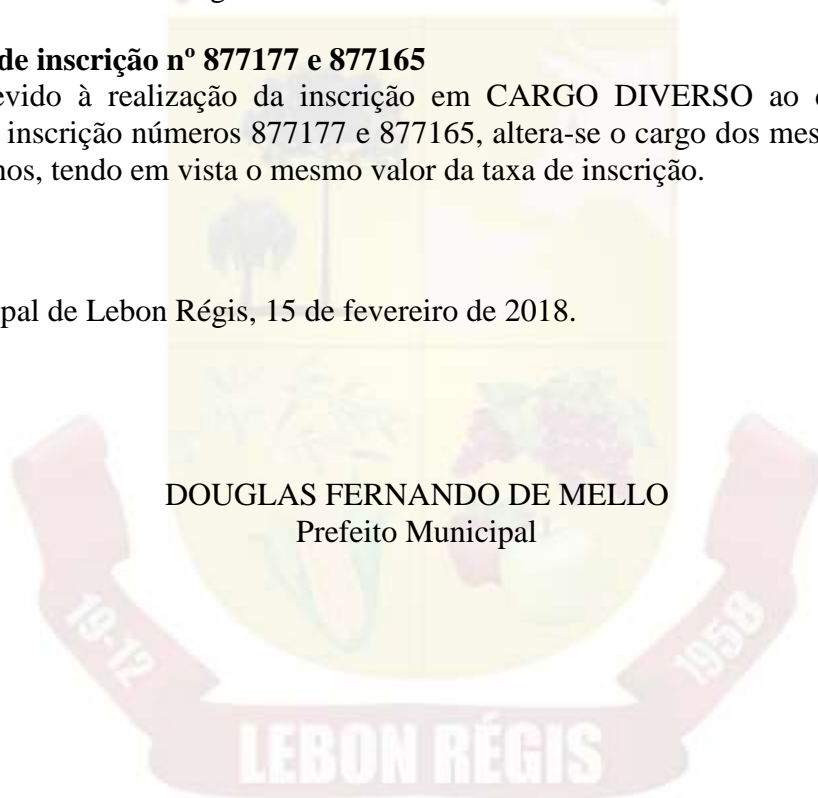 de inscrição nº 877177 e 877165
evido à realização da inscrição em CARGO DIVERSO ao
inscrição números 877177 e 877165, altera-se o cargo dos
nos, tendo em vista o mesmo valor da taxa de inscrição.
pal de Lebon Régis, 15 de fevereiro de 2018.
DOUGLAS FERNANDO DE MELLO
Prefeito Municipal
19-12
1958
LEBON RÉGIS